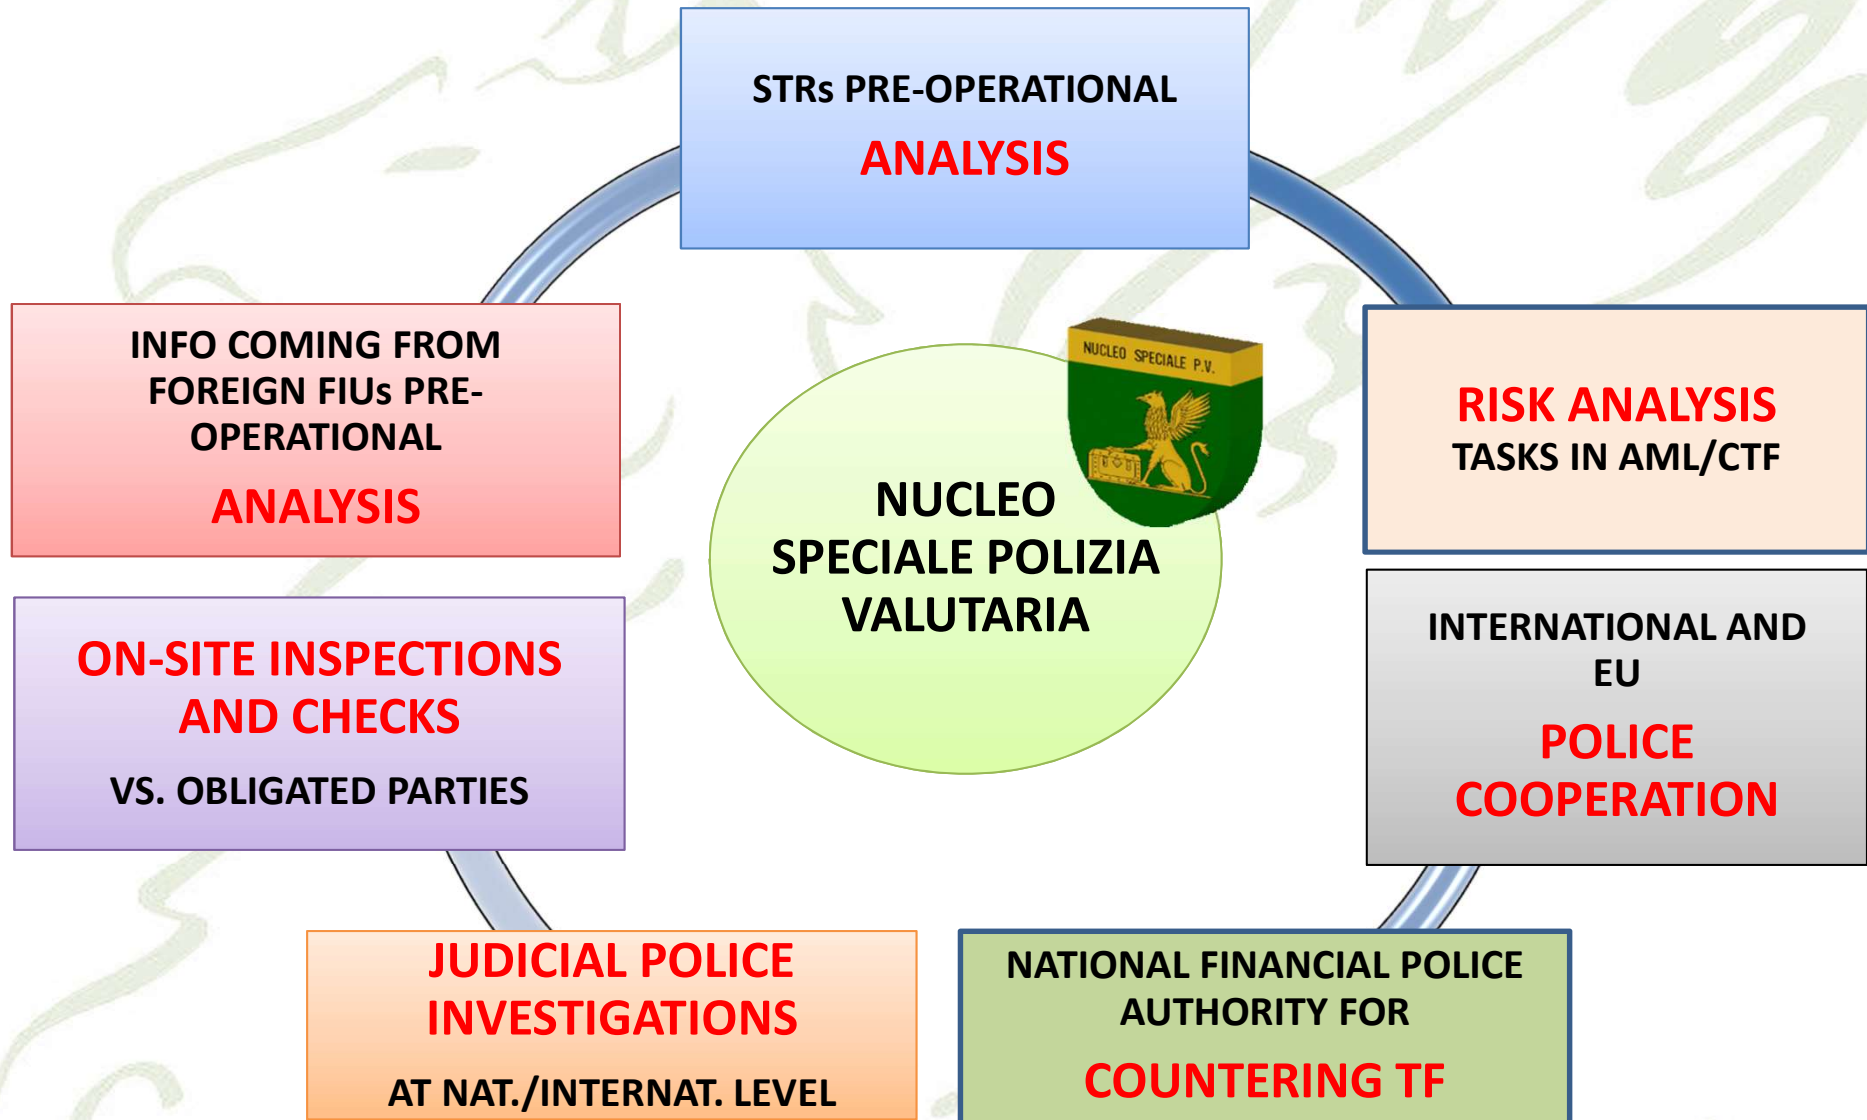 STRs PRE-OPERATIONAL
ANALYSIS
INFO COMING FROM
FOREIGN FIUs PRE-
OPERATIONAL
ANALYSIS
NUCLEO SPECIALE P.V.
NUCLEO
SPECIALE POLIZIA
VALUTARIA
RISK ANALYSIS
TASKS IN AML/CTF
ON-SITE INSPECTIONS
AND CHECKS
VS. OBLIGATED PARTIES
INTERNATIONAL AND
EU
POLICE
COOPERATION
JUDICIAL POLICE
INVESTIGATIONS
AT NAT./INTERNAT. LEVEL
NATIONAL FINANCIAL POLICE
AUTHORITY FOR
COUNTERING TF